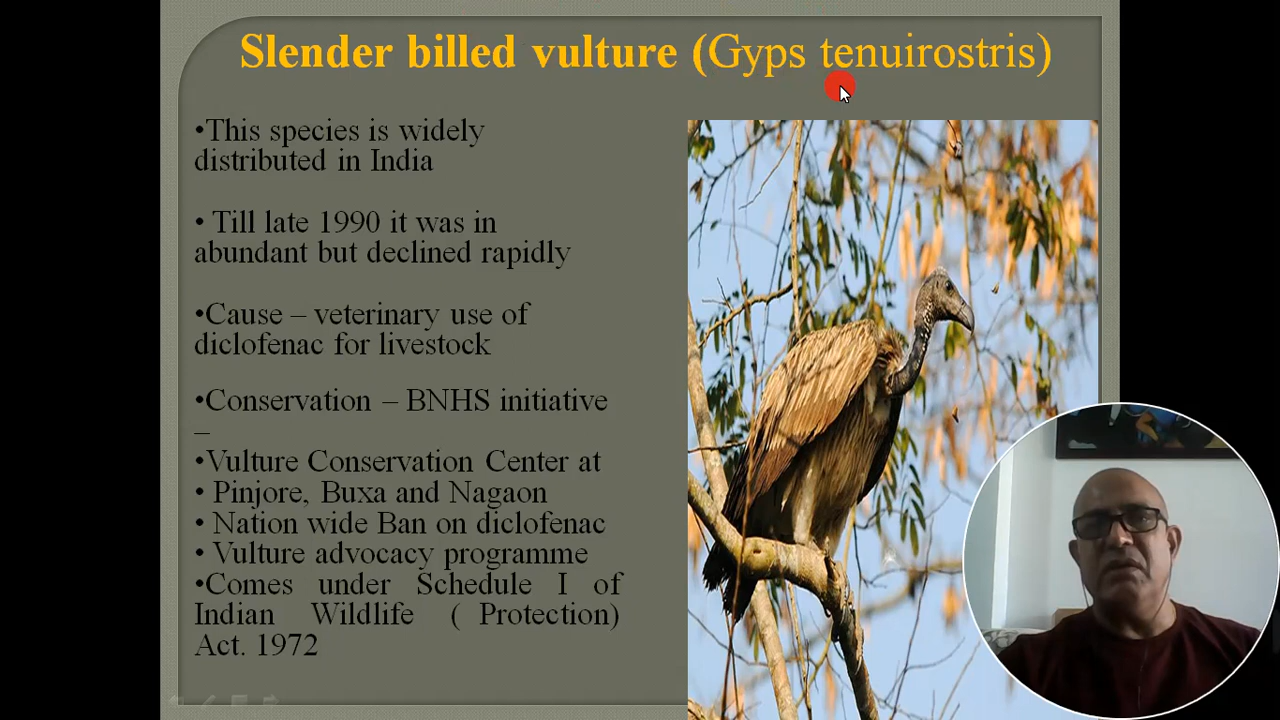 Slender billed vulture (Gyps tenuirostris)
•This species is widely
distributed in India
• Till late 1990 it was in
abundant but declined rapidly
•Cause – veterinary use of
diclofenac for livestock
•Conservation – BNHS initiative
–
•Vulture Conservation Center at
• Pinjore, Buxa and Nagaon
• Nation wide Ban on diclofenac
• Vulture advocacy programme
•Comes under Schedule I of
Indian Wildlife ( Protection)
Act. 1972